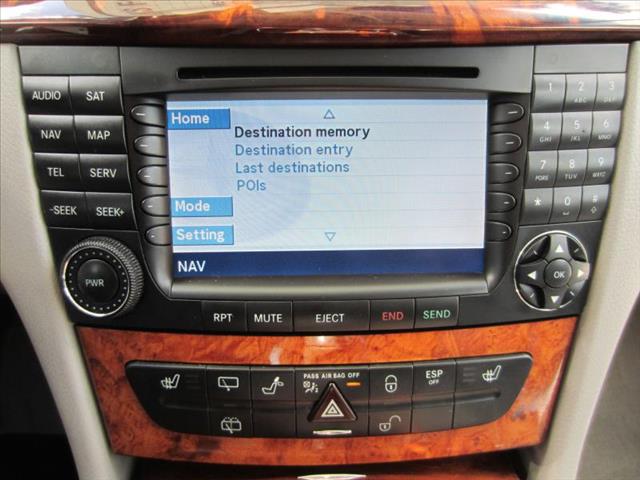 AUDIO SAT
NAV MAP
TEL SERV
-SEEK SEEK+
PWR
Home
Destination memory
Destination entry
Last destinations
POIs
Mode
Setting
NAV
1 2 ABC 3 DEF
4 GHI 5 JKL 6 MNO
7 PQRS 8 TUV 9 WXYZ
* 0 #
OK
RPT MUTE EJECT END SEND
PASS AIR BAG OFF
ESP
OFF